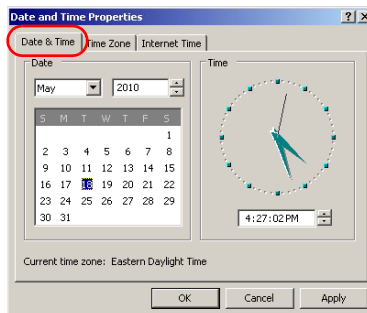 Date and Time Properties
Date & Time Time Zone Internet Time
Date
Time
May 2010
S M T W T F S
1
2 3 4 5 6 7 8
9 10 11 12 13 14 15
16 17 18 19 20 21 22
23 24 25 26 27 28 29
30 31
4:27:02 PM
Current time zone: Eastern Daylight Time
OK Cancel Apply